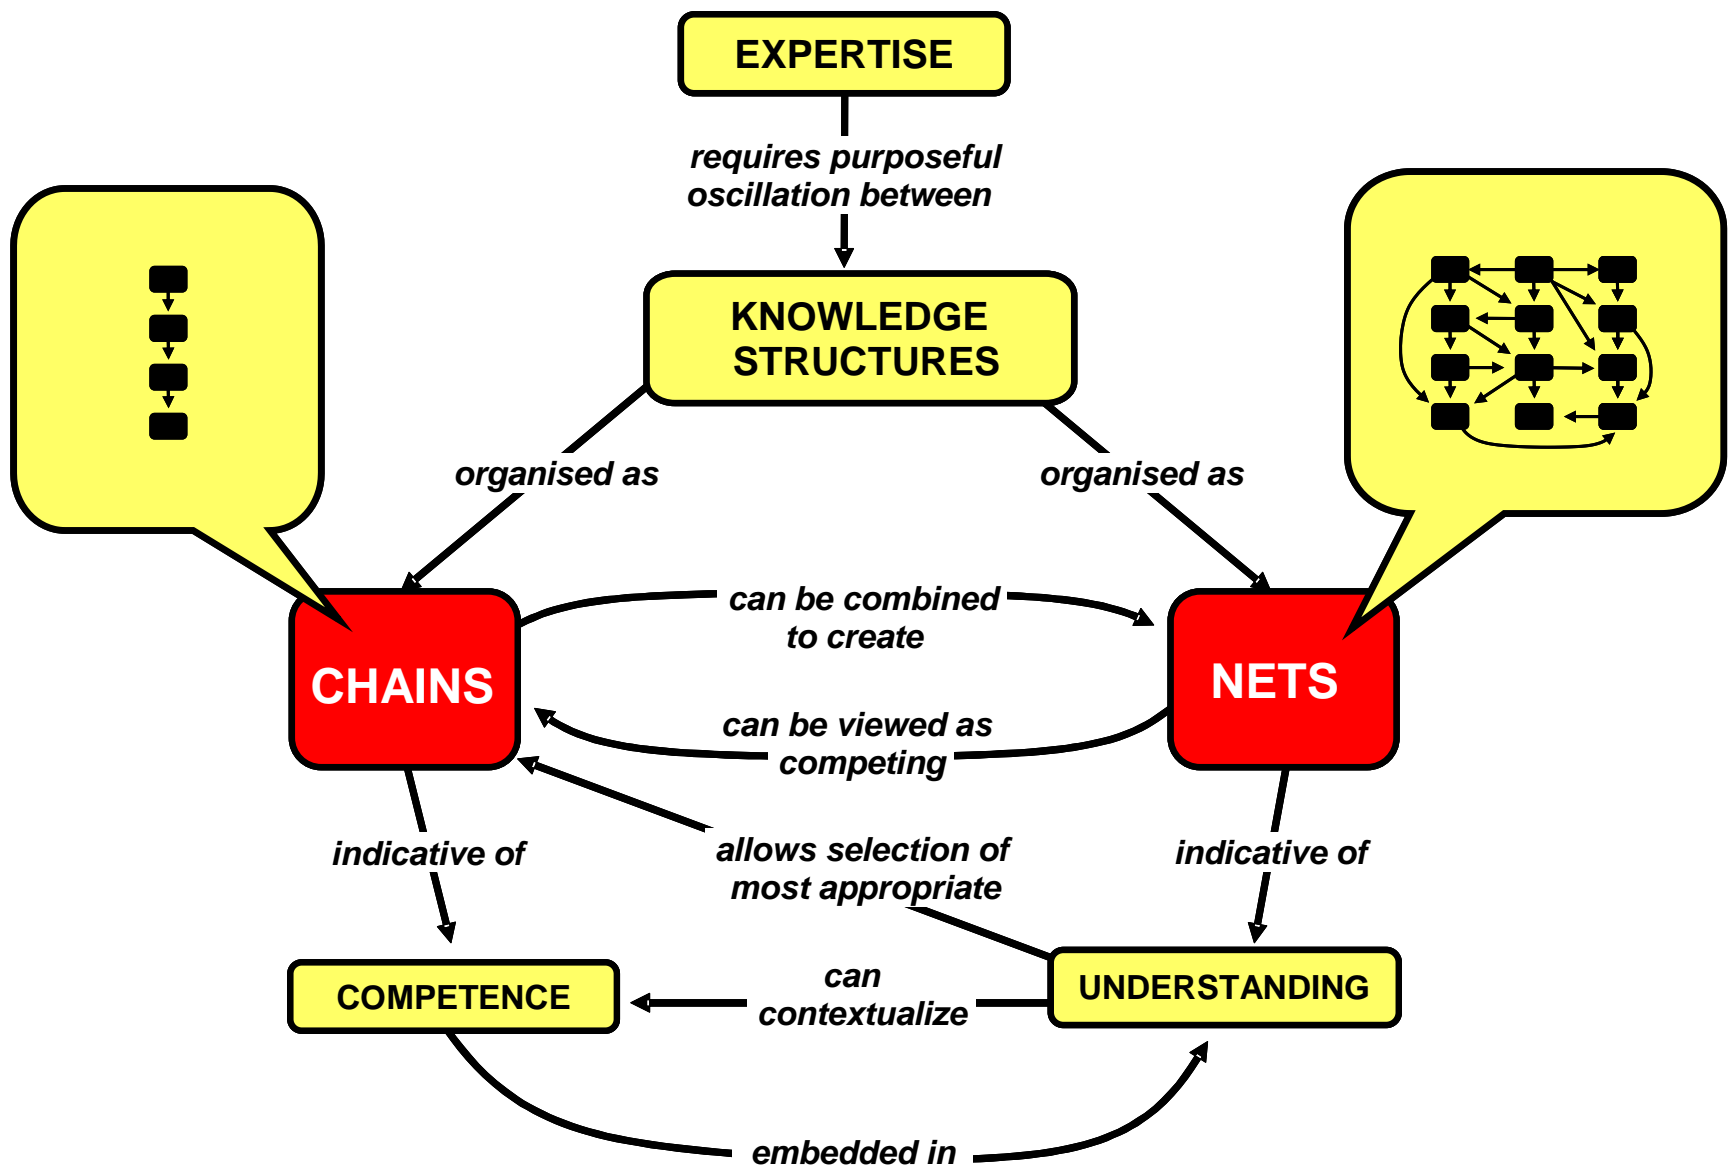 EXPERTISE
requires purposeful
oscillation between
KNOWLEDGE
STRUCTURES
organised as
organised as
can be combined
to create
CHAINS
NETS
can be viewed as
competing
indicative of
allows selection of
most appropriate
indicative of
COMPETENCE
can
contextualize
UNDERSTANDING
embedded in